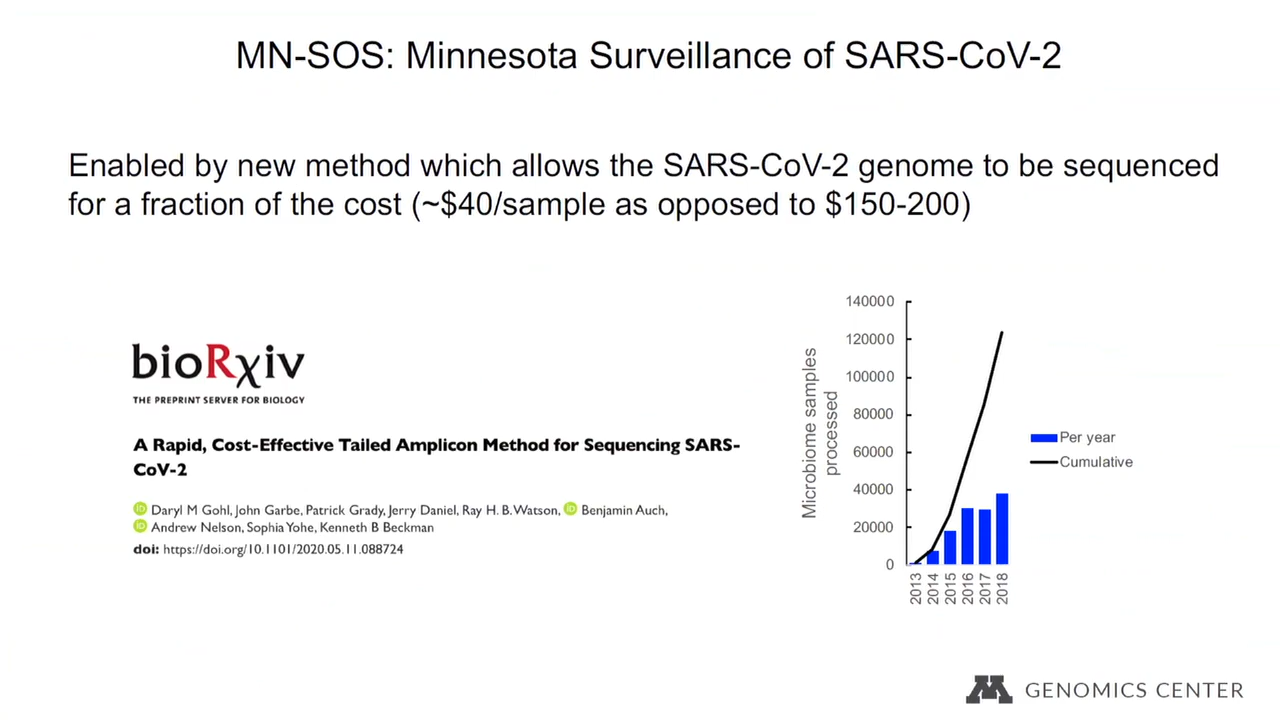 MN-SOS: Minnesota Surveillance of SARS-CoV-2
Enabled by new method which allows the SARS-CoV-2 genome to be sequenced
for a fraction of the cost (~$40/sample as opposed to $150-200)
bioRχiv
THE PREPRINT SERVER FOR BIOLOGY
A Rapid, Cost-Effective Tailed Amplicon Method for Sequencing SARS-
CoV-2
iD Daryl M Gohl, John Garbe, Patrick Grady, Jerry Daniel, Ray H. B. Watson, iD Benjamin Auch,
iD Andrew Nelson, Sophia Yohe, Kenneth B Beckman
doi: https://doi.org/10.1101/2020.05.11.088724
Microbiome samples
processed
140000
120000
100000
80000
60000
40000
20000
0
2013
2014
2015
2016
2017
2018
Per year
Cumulative
M GENOMICS CENTER